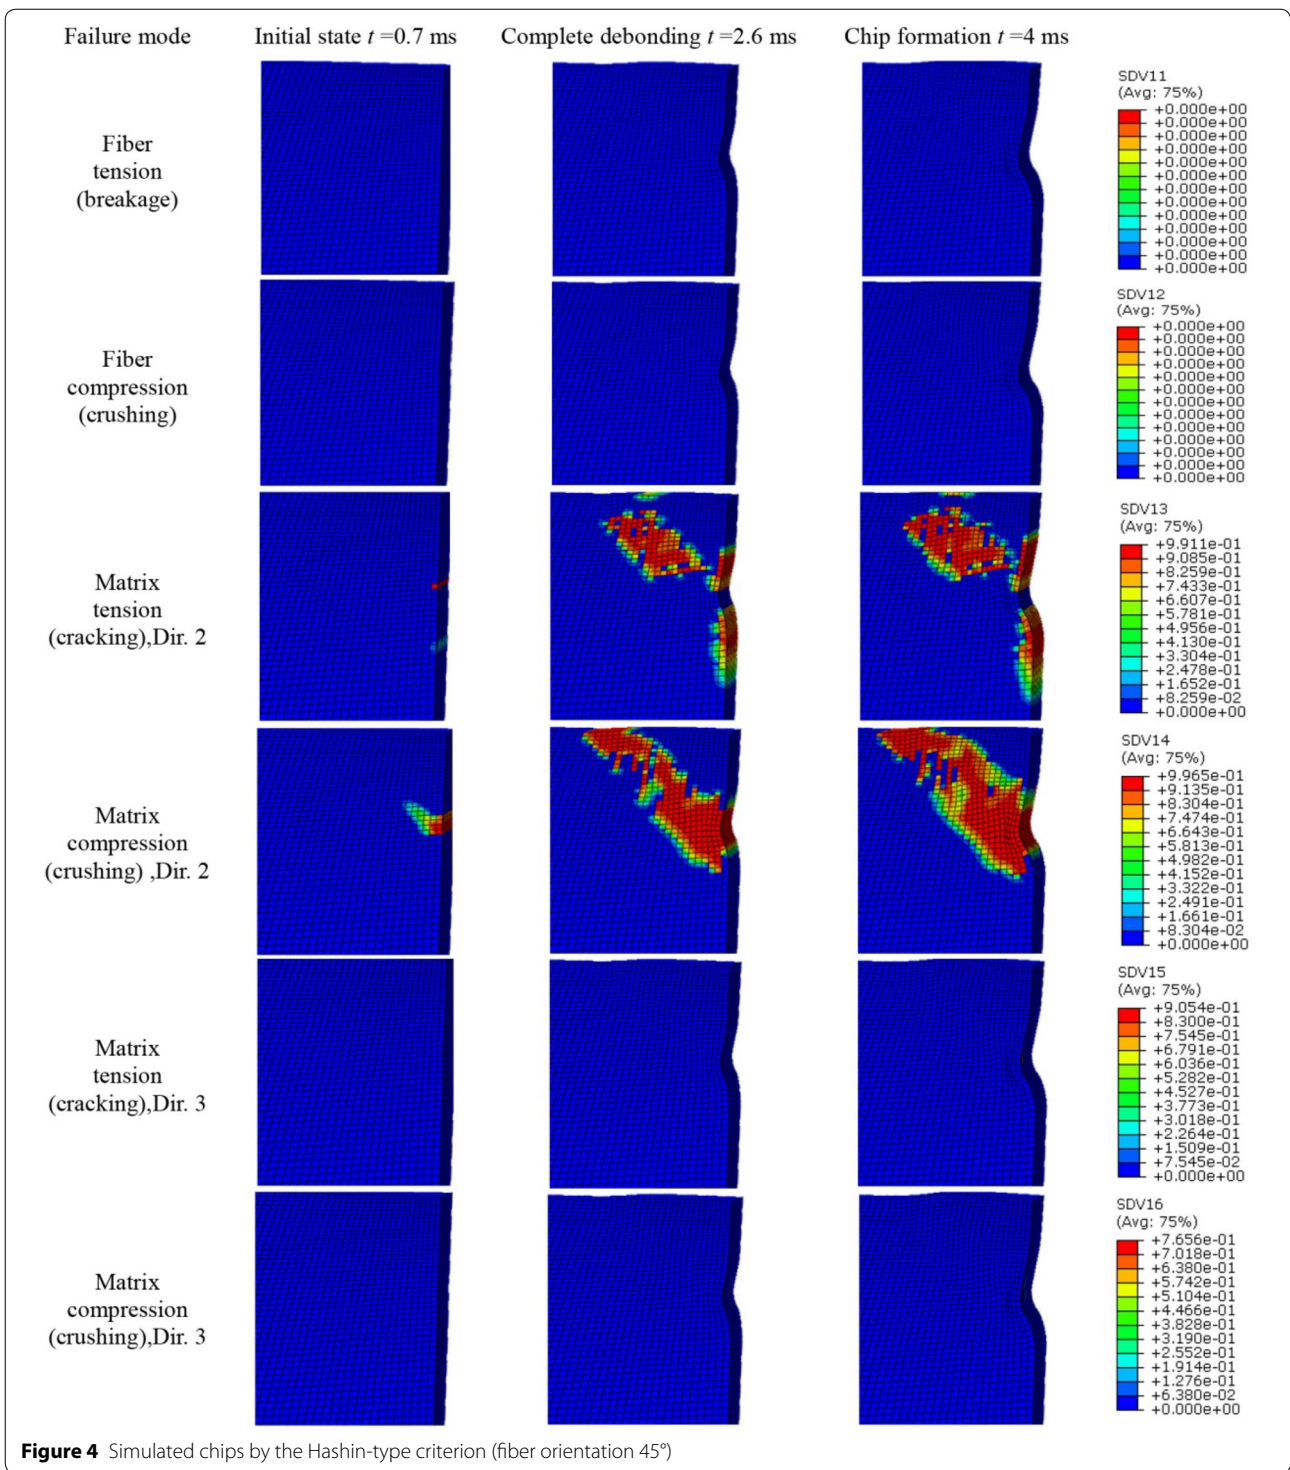 Failure mode
Initial state t =0.7 ms
Complete debonding t =2.6 ms
Chip formation t =4 ms
Fiber
tension
(breakage)
SDV11
(Avg: 75%)
+0.000e+00
+0.000e+00
+0.000e+00
+0.000e+00
+0.000e+00
+0.000e+00
+0.000e+00
+0.000e+00
+0.000e+00
+0.000e+00
+0.000e+00
+0.000e+00
+0.000e+00
Fiber
compression
(crushing)
SDV12
(Avg: 75%)
+0.000e+00
+0.000e+00
+0.000e+00
+0.000e+00
+0.000e+00
+0.000e+00
+0.000e+00
+0.000e+00
+0.000e+00
+0.000e+00
+0.000e+00
+0.000e+00
+0.000e+00
Matrix
tension
(cracking),Dir. 2
SDV13
(Avg: 75%)
+9.911e-01
+9.085e-01
+8.259e-01
+7.433e-01
+6.607e-01
+5.781e-01
+4.956e-01
+4.130e-01
+3.304e-01
+2.478e-01
+1.652e-01
+8.259e-02
+0.000e+00
Matrix
compression
(crushing) ,Dir. 2
SDV14
(Avg: 75%)
+9.965e-01
+9.135e-01
+8.304e-01
+7.474e-01
+6.643e-01
+5.813e-01
+4.982e-01
+4.152e-01
+3.322e-01
+2.491e-01
+1.661e-01
+8.304e-02
+0.000e+00
Matrix
tension
(cracking),Dir. 3
SDV15
(Avg: 75%)
+9.054e-01
+8.300e-01
+7.545e-01
+6.791e-01
+6.036e-01
+5.282e-01
+4.527e-01
+3.773e-01
+3.018e-01
+2.264e-01
+1.509e-01
+7.545e-02
+0.000e+00
Matrix
compression
(crushing),Dir. 3
SDV16
(Avg: 75%)
+7.656e-01
+7.018e-01
+6.380e-01
+5.742e-01
+5.104e-01
+4.466e-01
+3.828e-01
+3.190e-01
+2.552e-01
+1.914e-01
+1.276e-01
+6.380e-02
+0.000e+00
Figure 4 Simulated chips by the Hashin-type criterion (fiber orientation 45°)